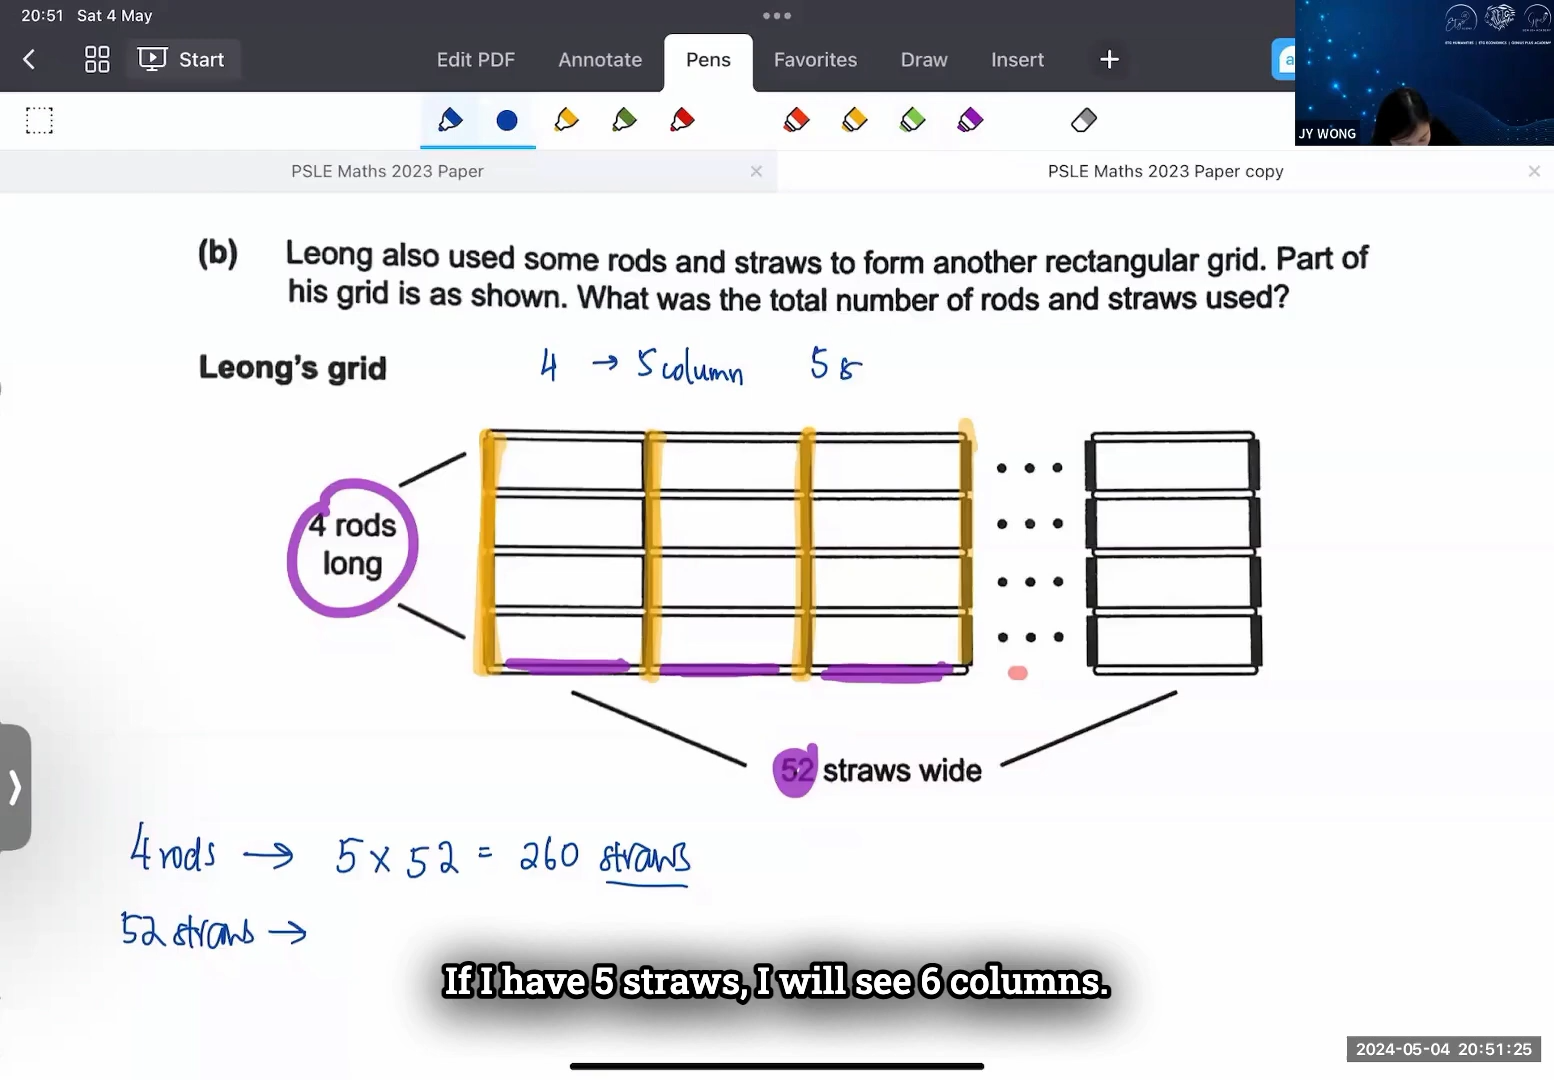 20:51 Sat 4 May
Start
Edit PDF Annotate Pens Favorites Draw Insert
JY WONG
PSLE Maths 2023 Paper
PSLE Maths 2023 Paper copy
(b) Leong also used some rods and straws to form another rectangular grid. Part of
his grid is as shown. What was the total number of rods and straws used?
Leong's grid
4 → 5 column 5 8
4 rods
long
52 straws wide
4 rods → 5 x 52 = 260 straws
52 straws →
If I have 5 straws, I will see 6 columns.
2024-05-04 20:51:25